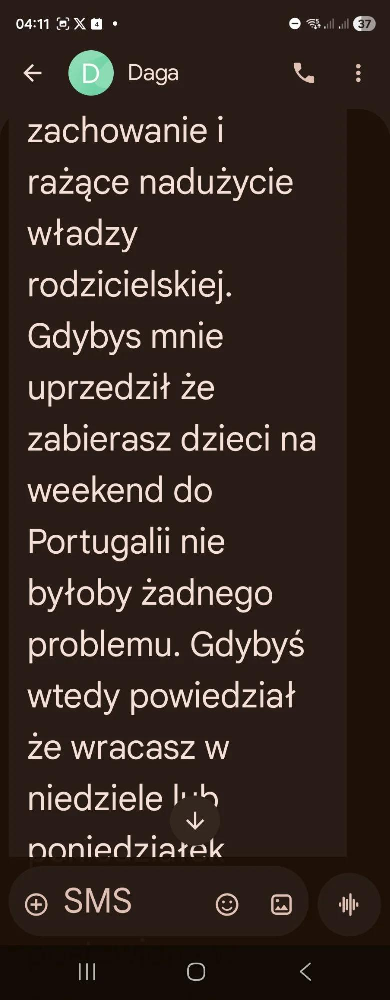 04:11 4 37
D Daga
zachowanie i
rażące nadużycie
władzy
rodzicielskiej.
Gdybys mnie
uprzedził że
zabierasz dzieci na
weekend do
Portugalii nie
byłoby żadnego
problemu. Gdybyś
wtedy powiedział
że wracasz w
niedziele lub
poniedziałek
SMS